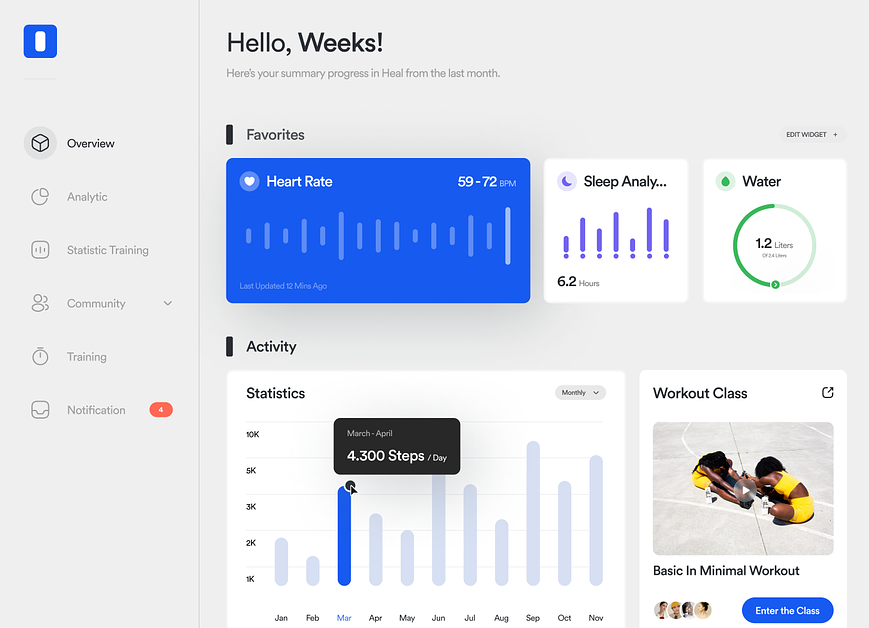 Hello, Weeks!
Here's your summary progress in Heal from the last month.
Overview
Analytic
Statistic Training
Community
Training
Notification
4
Favorites
EDIT WIDGET +
Heart Rate
59 - 72 BPM
Last Updated 12 Mins Ago
Sleep Analy...
6.2 Hours
Water
1.2 Liters
Of 2.4 Liters
Activity
Statistics
Monthly
10K
5K
3K
2K
1K
March - April
4.300 Steps / Day
Jan Feb Mar Apr May Jun Jul Aug Sep Oct Nov
Workout Class
Basic In Minimal Workout
Enter the Class